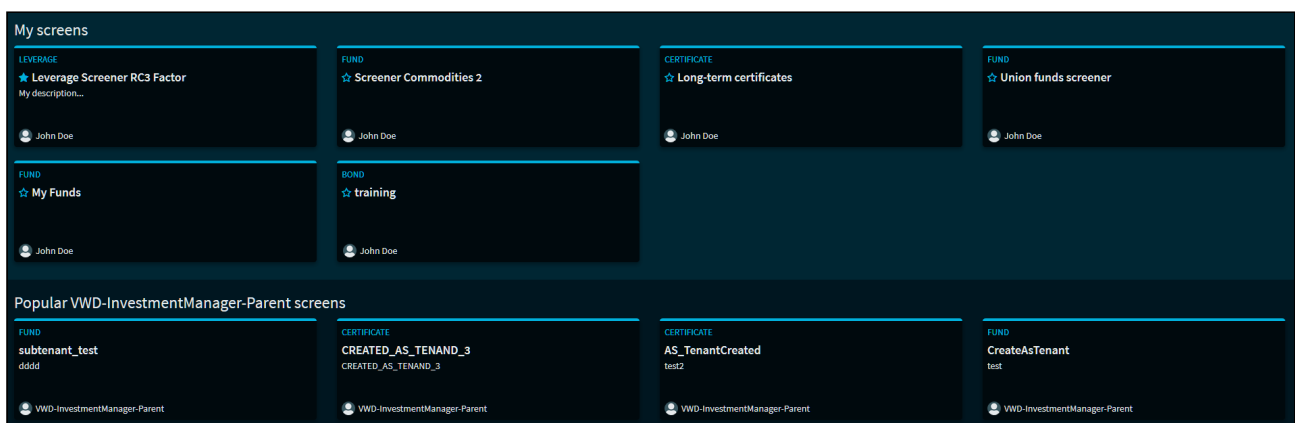 My screens
LEVERAGE
Leverage Screener RC3 Factor
My description...
John Doe
FUND
Screener Commodities 2
John Doe
CERTIFICATE
Long-term certificates
John Doe
FUND
Union funds screener
John Doe
FUND
My Funds
John Doe
BOND
training
John Doe
Popular VWD-InvestmentManager-Parent screens
FUND
subtenant_test
dddd
VWD-InvestmentManager-Parent
CERTIFICATE
CREATED_AS_TENAND_3
CREATED_AS_TENAND_3
VWD-InvestmentManager-Parent
CERTIFICATE
AS_TenantCreated
test2
VWD-InvestmentManager-Parent
FUND
CreateAsTenant
test
VWD-InvestmentManager-Parent